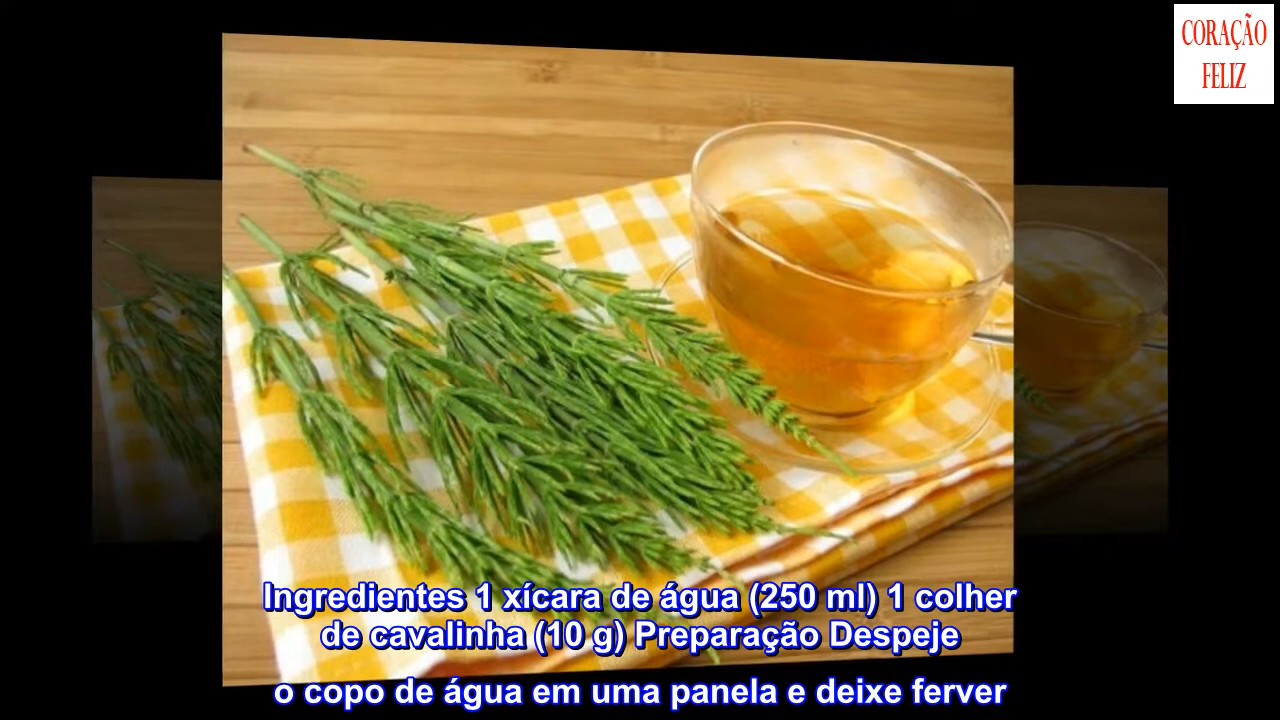 CORAÇÃO
FELIZ
Ingredientes 1 xícara de água (250 ml) 1 colher
de cavalinha (10 g) Preparação Despeje
o copo de água em uma panela e deixe ferver